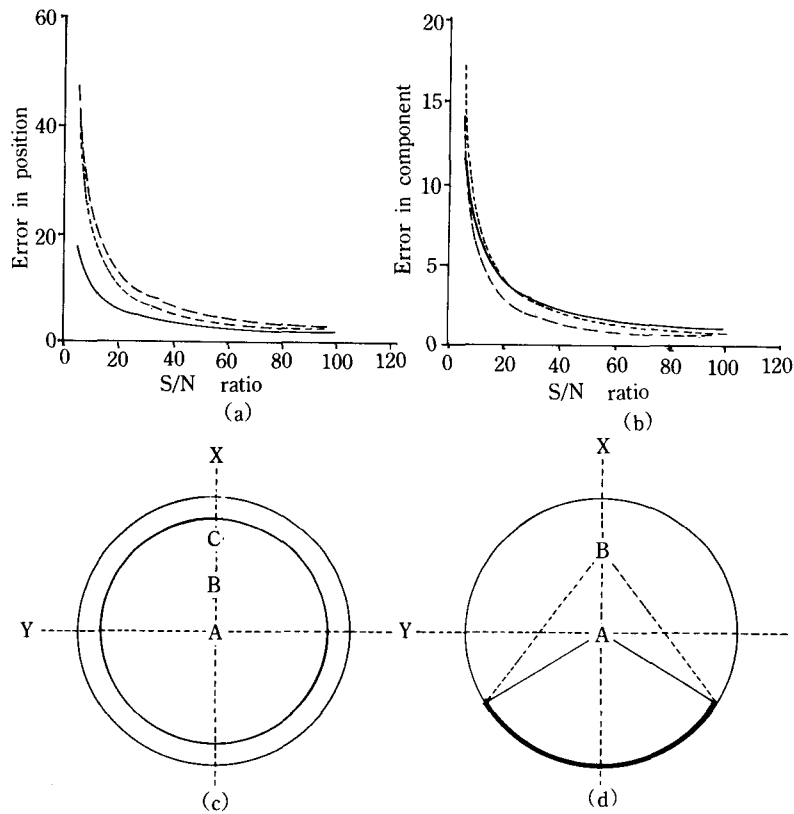 60
40
20
0
Error in position
0 20 40 60 80 100 120
S/N ratio
(a)
20
15
10
5
0
Error in component
0 20 40 60 80 100 120
S/N ratio
(b)
X
C
B
Y
A
(c)
X
B
Y
A
(d)